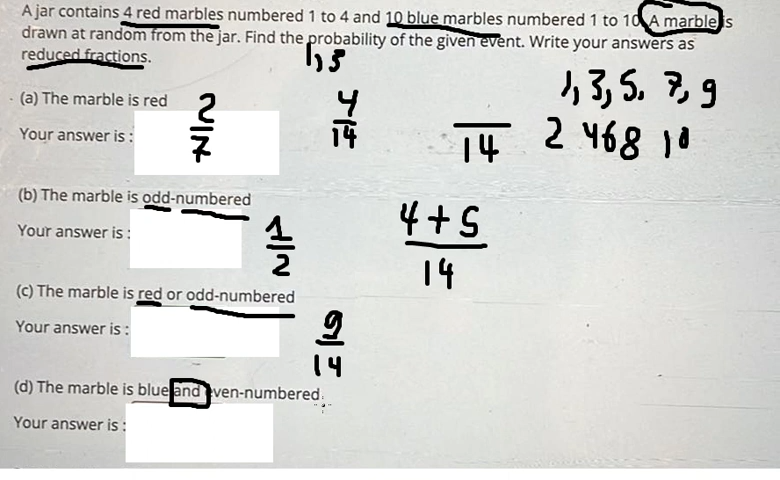 A jar contains 4 red marbles numbered 1 to 4 and 10 blue marbles numbered 1 to 10. A marble is
drawn at random from the jar. Find the probability of the given event. Write your answers as
reduced fractions.
1, 3
1, 3, 5, 7, 9
2 4 6 8 10
(a) The marble is red
Your answer is :
2
7
4
14
14
(b) The marble is odd-numbered
Your answer is :
1
2
4 + 5
14
(c) The marble is red or odd-numbered
Your answer is :
9
14
(d) The marble is blue and even-numbered.
Your answer is :